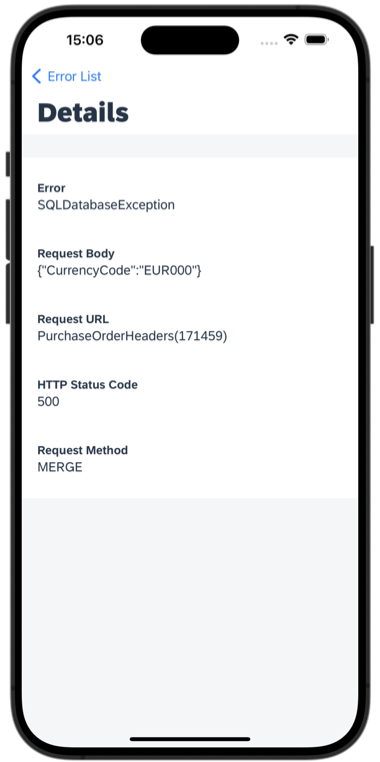 15:06
Error List
Details
Error
SQLDatabaseException
Request Body
{"CurrencyCode":"EUR000"}
Request URL
PurchaseOrderHeaders(171459)
HTTP Status Code
500
Request Method
MERGE